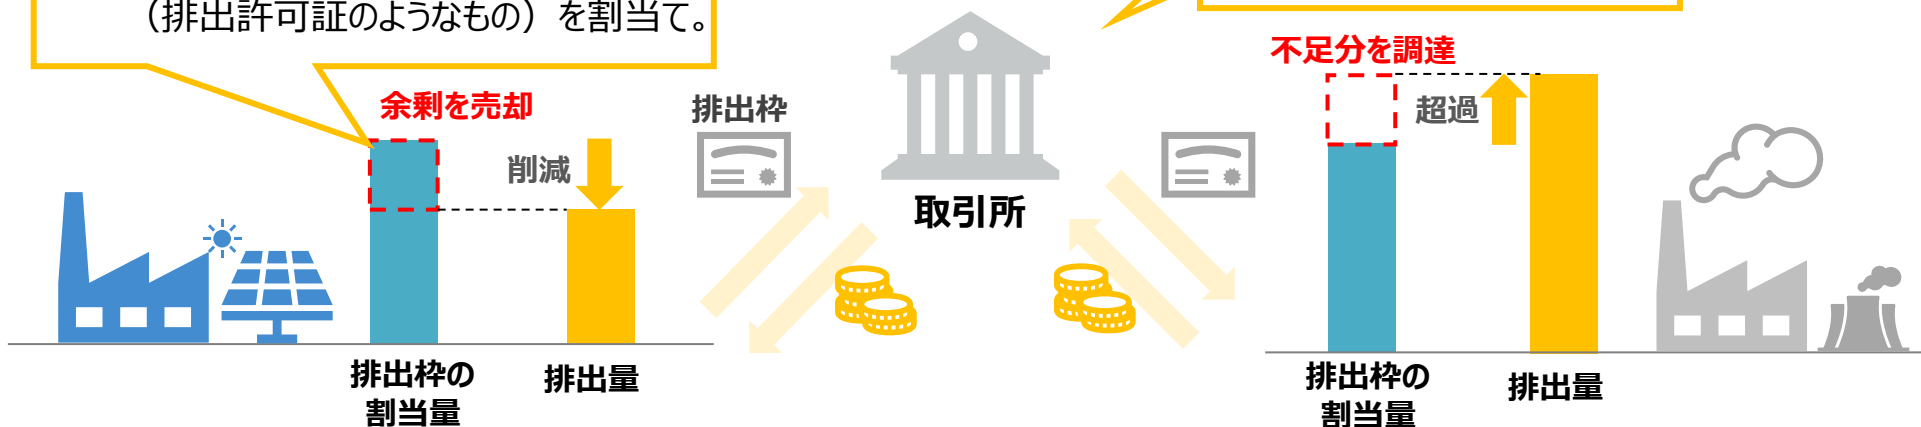 （排出許可証のようなもの）を割当て。
余剰を売却
削減
排出枠
取引所
不足分を調達
超過
排出枠の
割当量
排出量
排出枠の
割当量
排出量